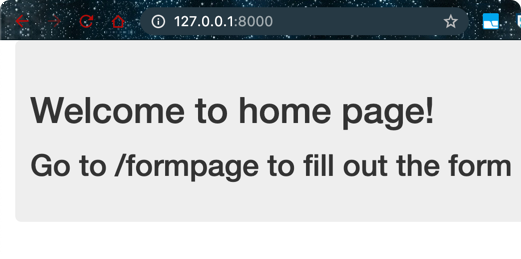 127.0.0.1:8000
Welcome to home page!
Go to /formpage to fill out the form